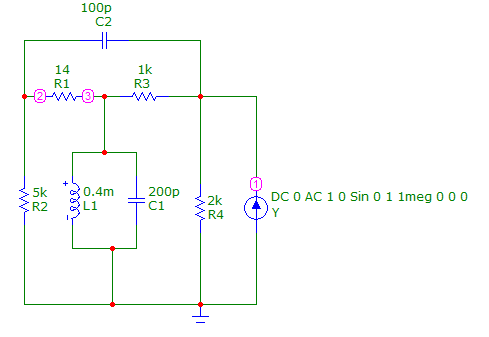 100p
C2
14
R1
1k
R3
2
3
1
5k
R2
+
0.4m
L1
200p
C1
2k
R4
DC 0 AC 1 0 Sin 0 1 1meg 0 0 0
Y